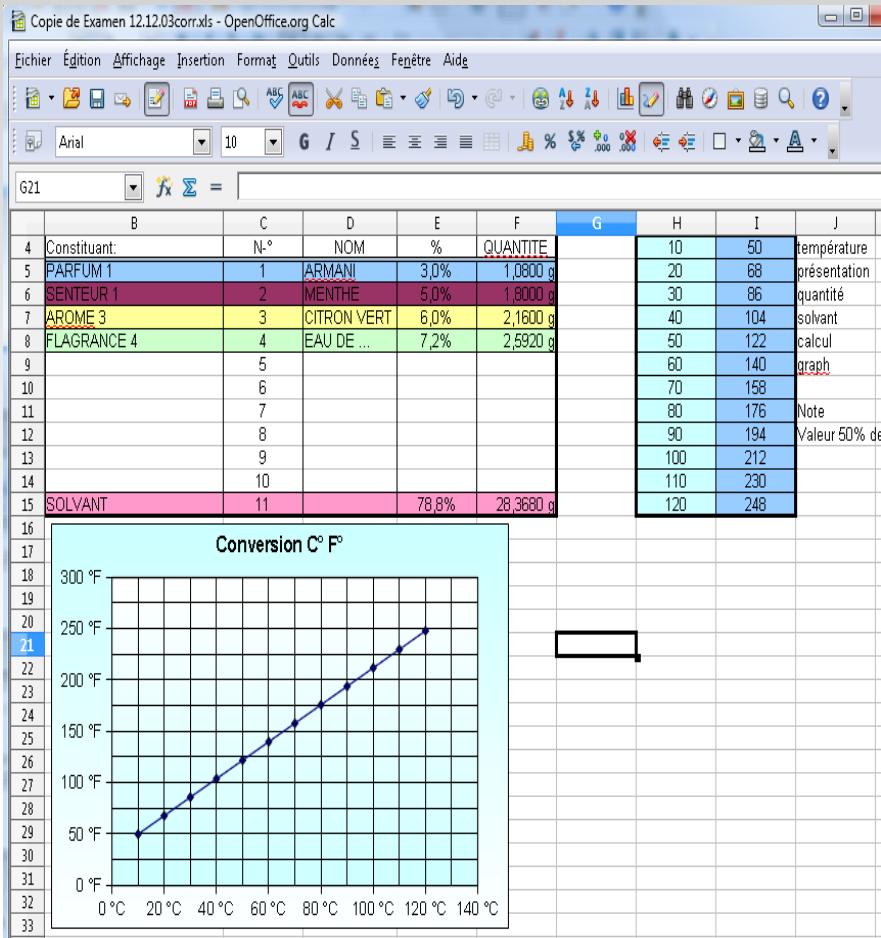 Copie de Examen 12.12.03corr.xls - OpenOffice.org Calc
Fichier Édition Affichage Insertion Format Outils Données Fenêtre Aide
Arial 10 G I S
G21
B C D E F G H I J
4 Constituant: N-° NOM % QUANTITE 10 50 température
5 PARFUM 1 1 ARMANI 3,0% 1,0800 g 20 68 présentation
6 SENTEUR 1 2 MENTHE 5,0% 1,8000 g 30 86 quantité
7 AROME 3 3 CITRON VERT 6,0% 2,1600 g 40 104 solvant
8 FLAGRANCE 4 4 EAU DE ... 7,2% 2,5920 g 50 122 calcul
9 5 60 140 graph
10 6 70 158
11 7 80 176 Note
12 8 90 194 Valeur 50% de
13 9 100 212
14 10 110 230
15 SOLVANT 11 78,8% 28,3680 g 120 248
16
17
18
19
20
21
22
23
24
25
26
27
28
29
30
31
32
33
Conversion C° F°
300 °F
250 °F
200 °F
150 °F
100 °F
50 °F
0 °F
0 °C 20 °C 40 °C 60 °C 80 °C 100 °C 120 °C 140 °C